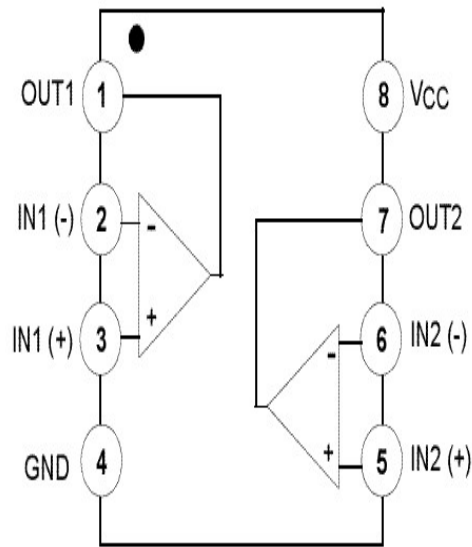 OUT1 1
8 VCC
IN1 (-) 2 -
7 OUT2
IN1 (+) 3 +
- 6 IN2 (-)
GND 4
+ 5 IN2 (+)